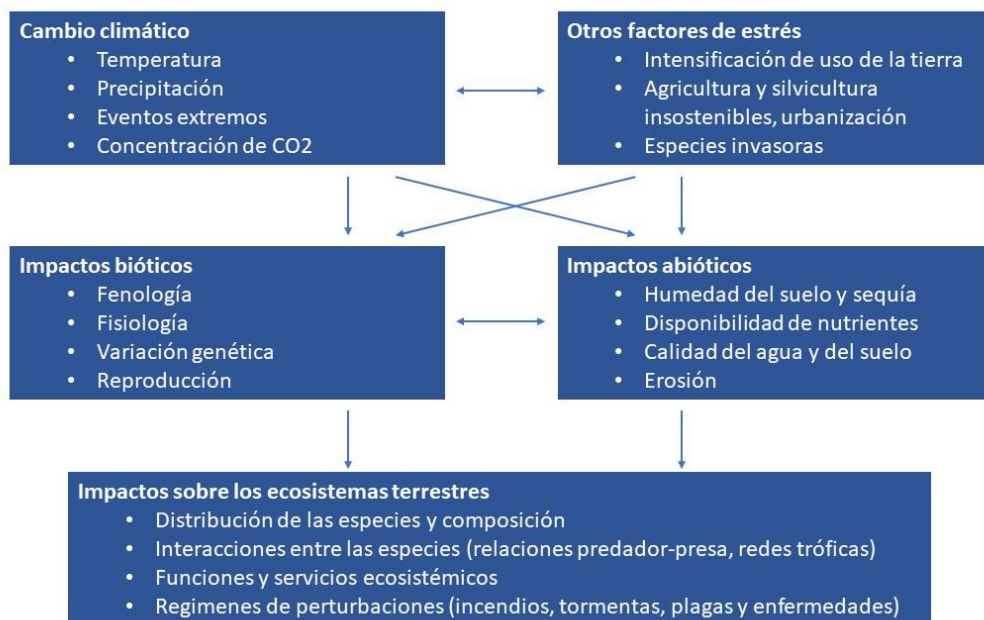 Cambio climático
• Temperatura
• Precipitación
• Eventos extremos
• Concentración de CO2
Otros factores de estrés
• Intensificación de uso de la tierra
• Agricultura y silvicultura
insostenibles, urbanización
• Especies invasoras
Impactos bióticos
• Fenología
• Fisiología
• Variación genética
• Reproducción
Impactos abióticos
• Humedad del suelo y sequía
• Disponibilidad de nutrientes
• Calidad del agua y del suelo
• Erosión
Impactos sobre los ecosistemas terrestres
• Distribución de las especies y composición
• Interacciones entre las especies (relaciones predador-presa, redes tróficas)
• Funciones y servicios ecosistémicos
• Regimenes de perturbaciones (incendios, tormentas, plagas y enfermedades)